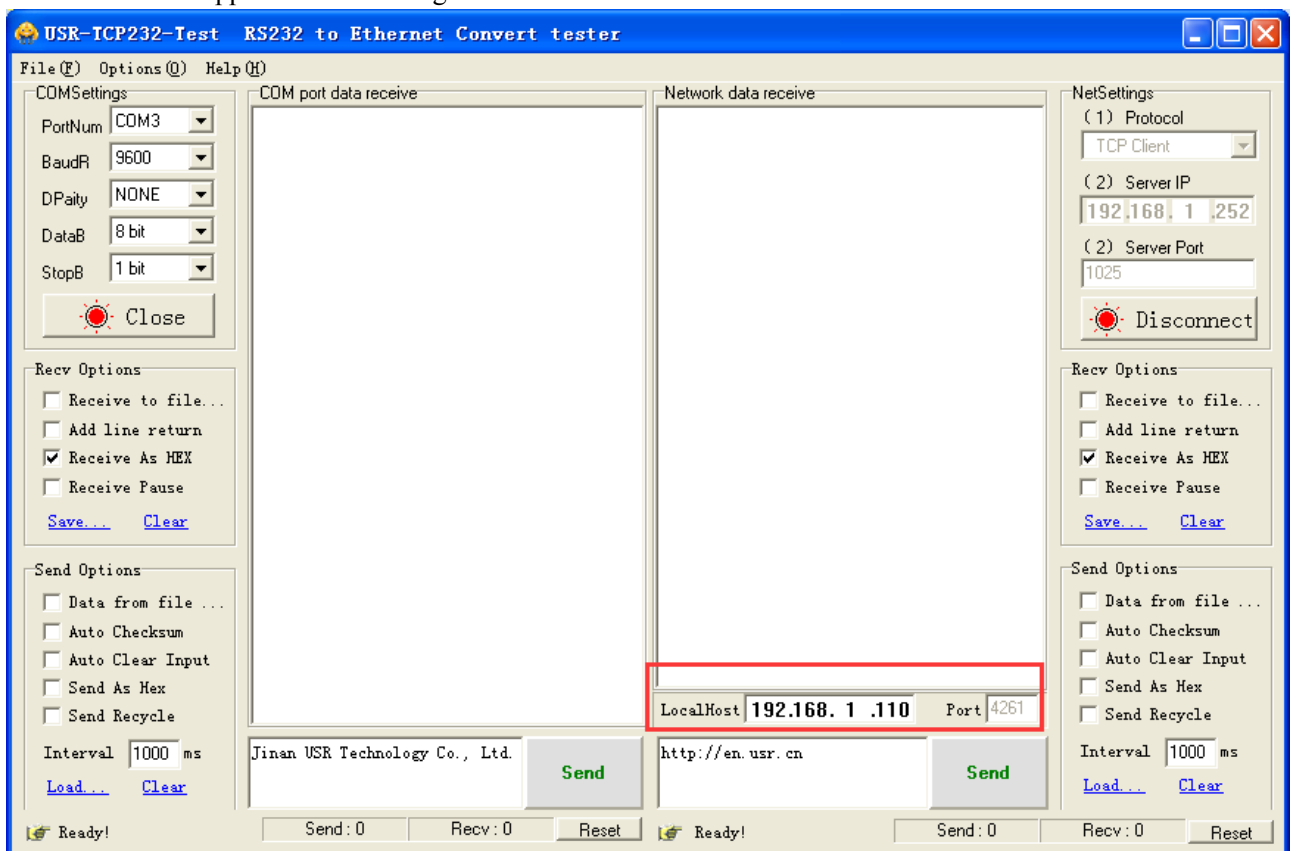 USR-TCP232-Test RS232 to Ethernet Convert tester
File(F) Options(O) Help(H)
COMSettings
PortNum COM3
BaudR 9600
DPaity NONE
DataB 8 bit
StopB 1 bit
Close
Recv Options
Receive to file...
Add line return
Receive As HEX
Receive Pause
Save... Clear
Send Options
Data from file ...
Auto Checksum
Auto Clear Input
Send As Hex
Send Recycle
Interval 1000 ms
Load... Clear
COM port data receive
Jinan USR Technology Co., Ltd.
Send
Network data receive
LocalHost 192.168. 1 .110 Port 4261
http://en.usr.cn
Send
NetSettings
(1) Protocol
TCP Client
(2) Server IP
192.168. 1 .252
(2) Server Port
1025
Disconnect
Recv Options
Receive to file...
Add line return
Receive As HEX
Receive Pause
Save... Clear
Send Options
Data from file ...
Auto Checksum
Auto Clear Input
Send As Hex
Send Recycle
Interval 1000 ms
Load... Clear
Ready! Send : 0 Recv : 0 Reset
Ready! Send : 0 Recv : 0 Reset